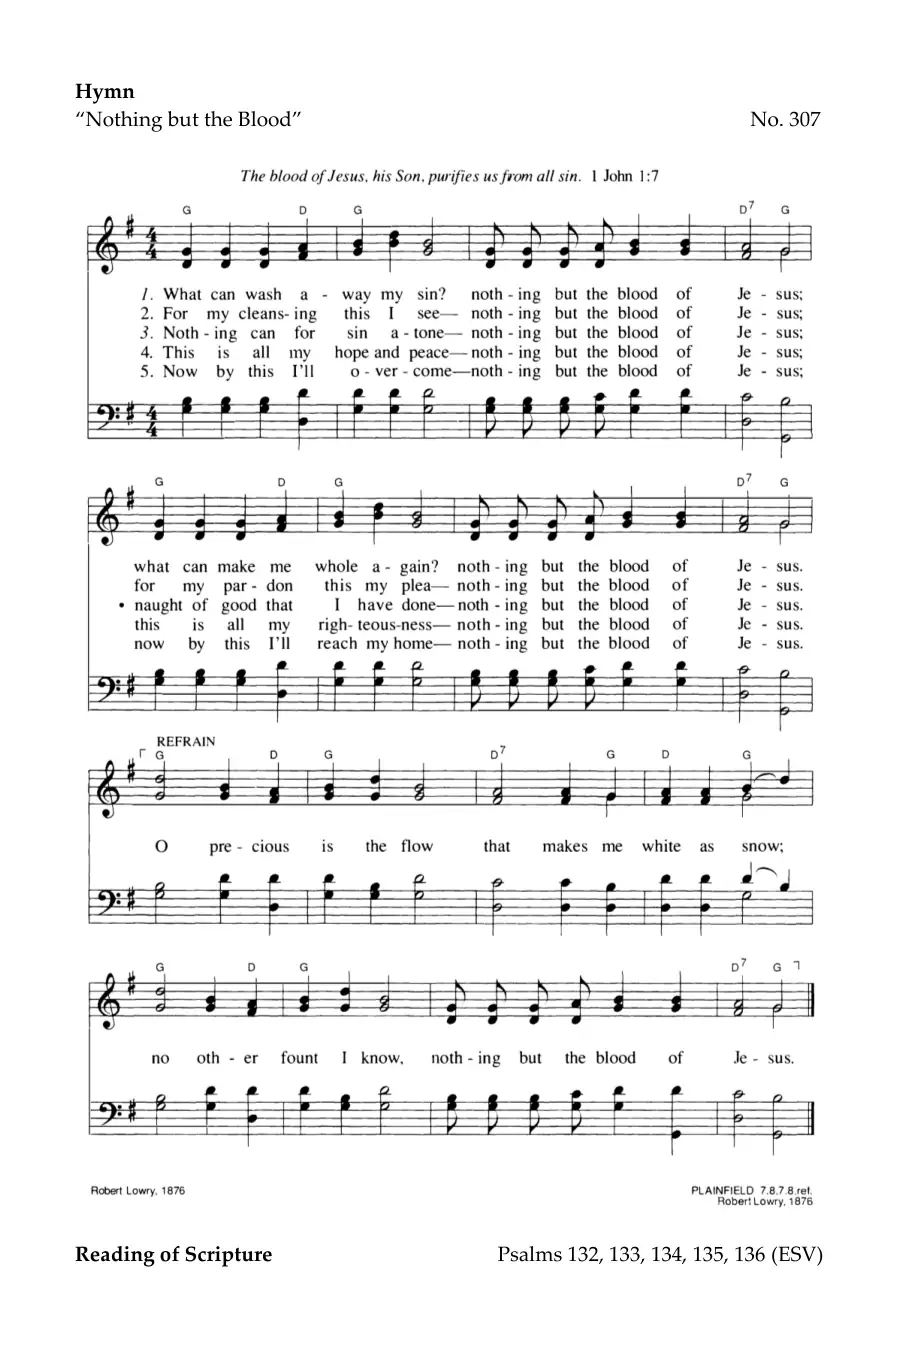 Hymn
“Nothing but the Blood” No. 307
The blood of Jesus, his Son, purifies us from all sin. 1 John 1:7
G D G D7 G
1. What can wash a - way my sin? noth - ing but the blood of Je - sus;
2. For my cleans- ing this I see— noth - ing but the blood of Je - sus;
3. Noth - ing can for sin a - tone— noth - ing but the blood of Je - sus;
4. This is all my hope and peace— noth - ing but the blood of Je - sus;
5. Now by this I’ll o - ver - come—noth - ing but the blood of Je - sus;
G D G D7 G
what can make me whole a - gain? noth - ing but the blood of Je - sus.
for my par - don this my plea— noth - ing but the blood of Je - sus.
• naught of good that I have done—noth - ing but the blood of Je - sus.
this is all my righ- teous-ness— noth - ing but the blood of Je - sus.
now by this I’ll reach my home— noth - ing but the blood of Je - sus.
REFRAIN
G D G D7 G D G
O pre - cious is the flow that makes me white as snow;
G D G D7 G
no oth - er fount I know, noth - ing but the blood of Je - sus.
Robert Lowry, 1876 PLAINFIELD 7.8.7.8.ref.
Robert Lowry, 1876
Reading of Scripture Psalms 132, 133, 134, 135, 136 (ESV)